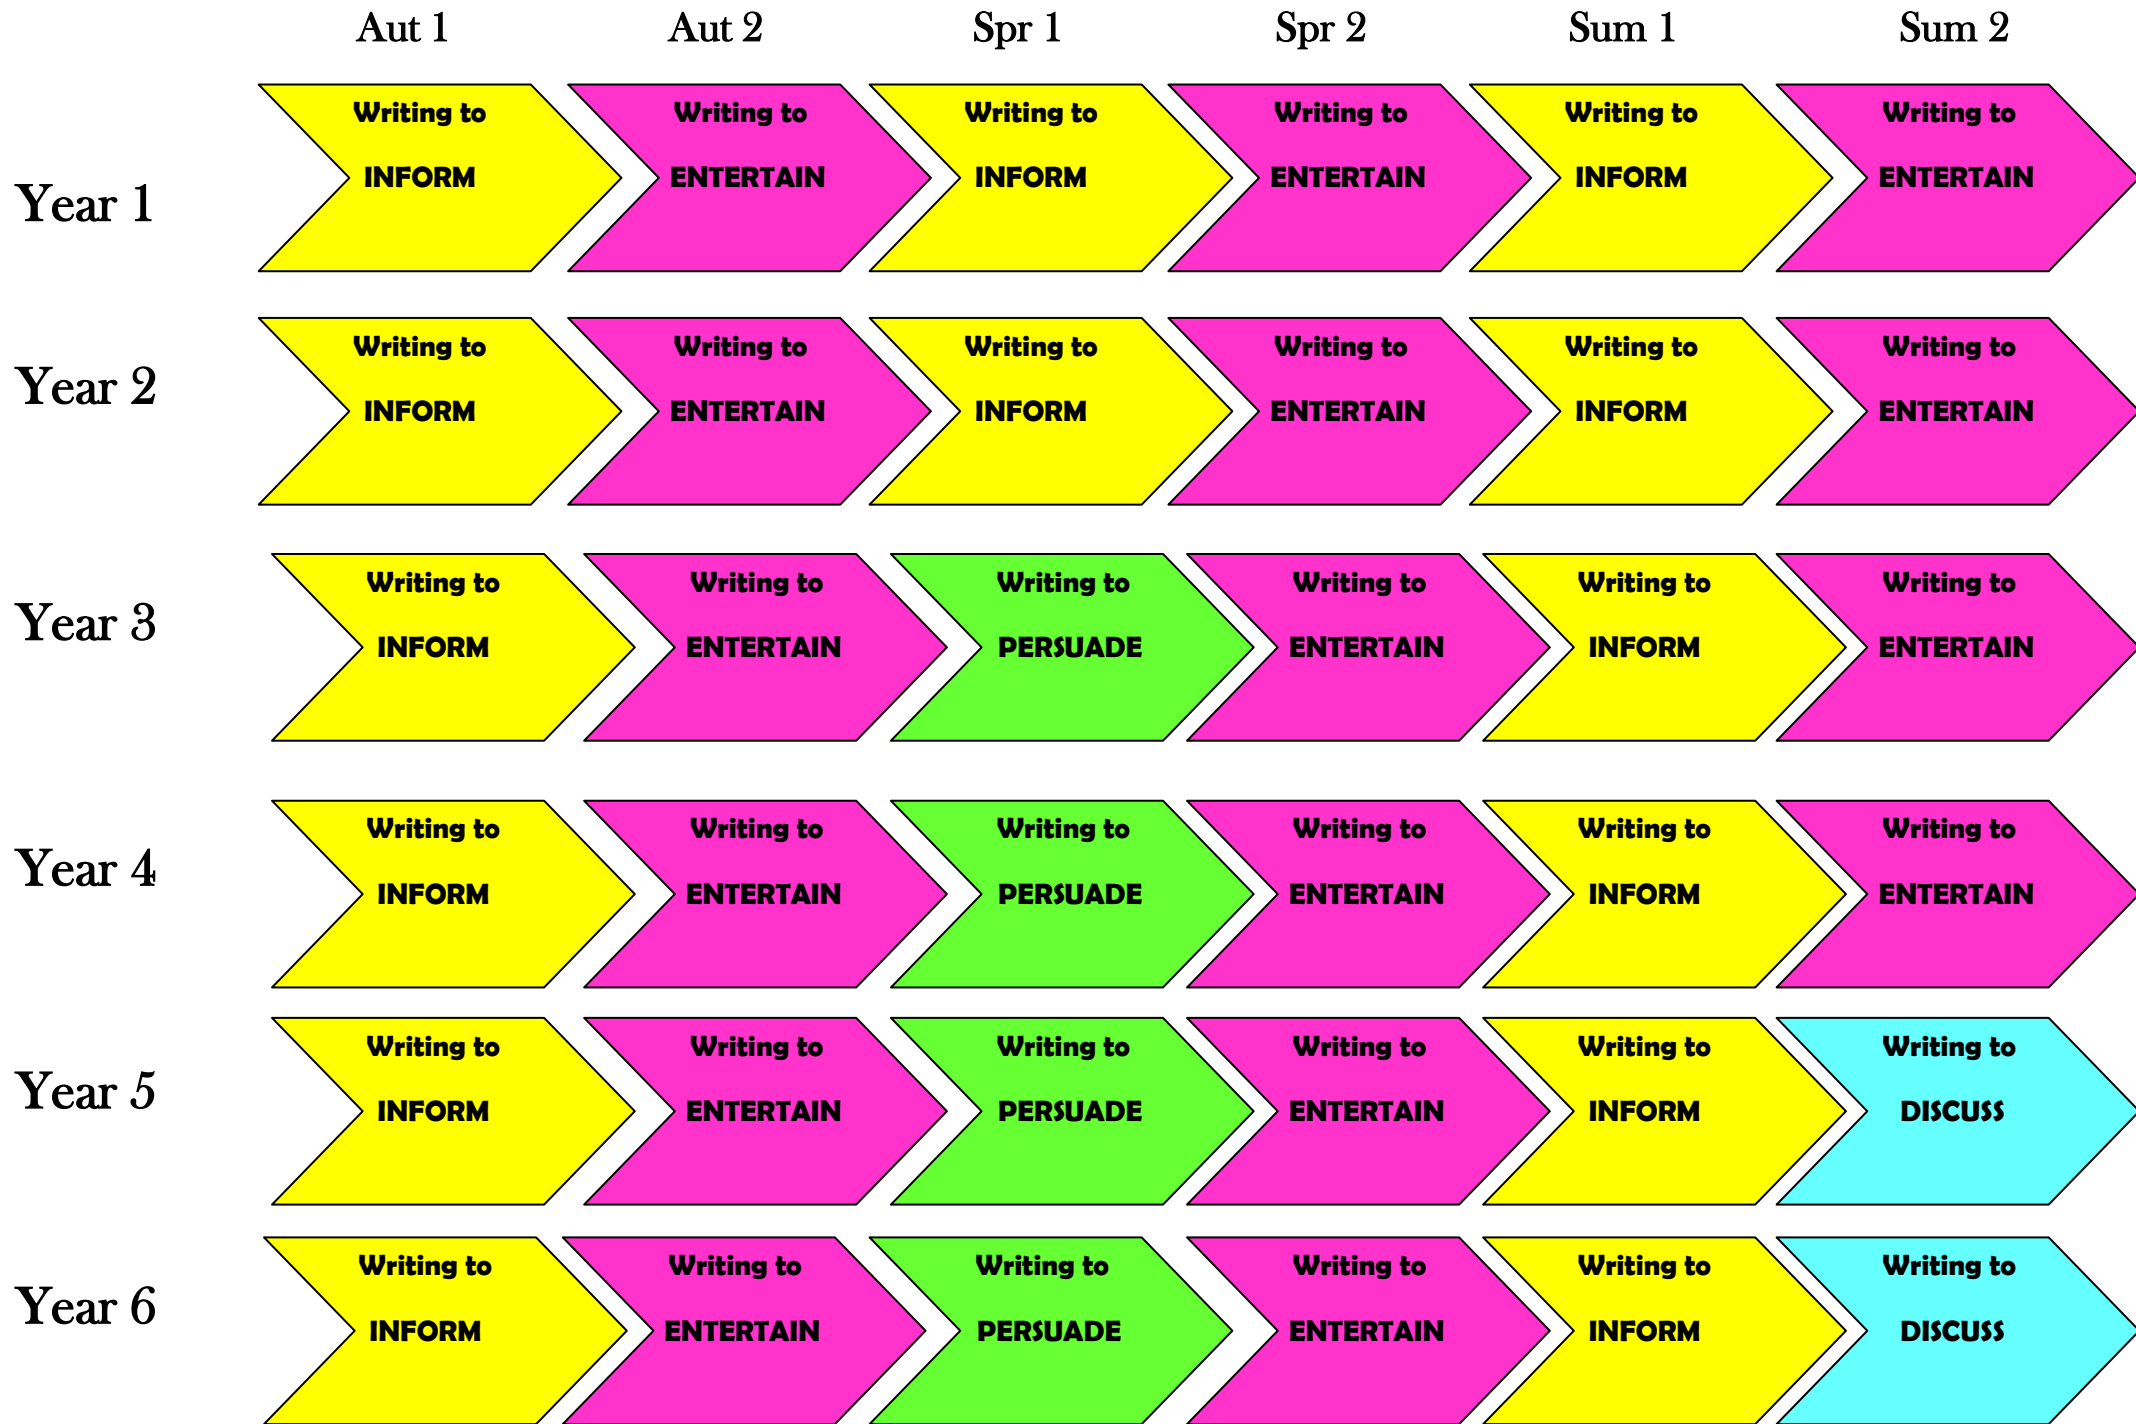 Aut 1 Aut 2 Spr 1 Spr 2 Sum 1 Sum 2
Writing to Writing to Writing to Writing to Writing to Writing to
INFORM ENTERTAIN INFORM ENTERTAIN INFORM ENTERTAIN
Year 1
Writing to Writing to Writing to Writing to Writing to Writing to
Year 2
INFORM ENTERTAIN INFORM ENTERTAIN INFORM ENTERTAIN
Writing to Writing to Writing to Writing to Writing to Writing to
Year 3
INFORM ENTERTAIN PERSUADE ENTERTAIN INFORM ENTERTAIN
Writing to Writing to Writing to Writing to Writing to Writing to
Year 4
INFORM ENTERTAIN PERSUADE ENTERTAIN INFORM ENTERTAIN
Writing to Writing to Writing to Writing to Writing to Writing to
Year 5
INFORM ENTERTAIN PERSUADE ENTERTAIN INFORM DISCUSS
Writing to Writing to Writing to Writing to Writing to Writing to
Year 6
INFORM ENTERTAIN PERSUADE ENTERTAIN INFORM DISCUSS